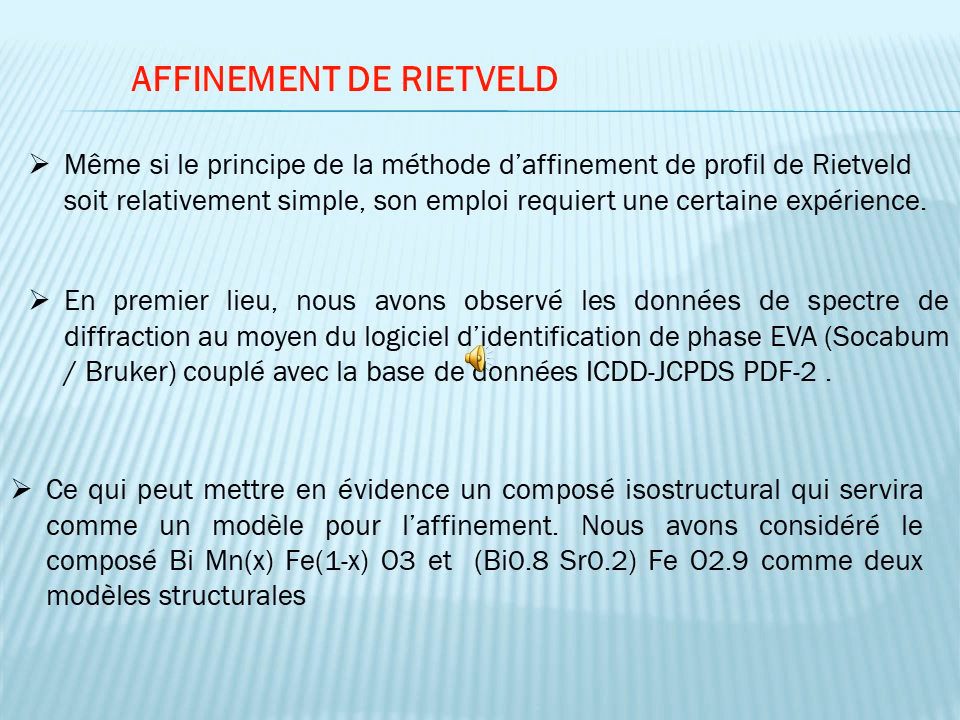 AFFINEMENT DE RIETVELD
➢ Même si le principe de la méthode d’affinement de profil de Rietveld
soit relativement simple, son emploi requiert une certaine expérience.
➢ En premier lieu, nous avons observé les données de spectre de
diffraction au moyen du logiciel d’identification de phase EVA (Socabum
/ Bruker) couplé avec la base de données ICDD-JCPDS PDF-2 .
➢ Ce qui peut mettre en évidence un composé isostructural qui servira
comme un modèle pour l’affinement. Nous avons considéré le
composé Bi Mn(x) Fe(1-x) O3 et (Bi0.8 Sr0.2) Fe O2.9 comme deux
modèles structurales